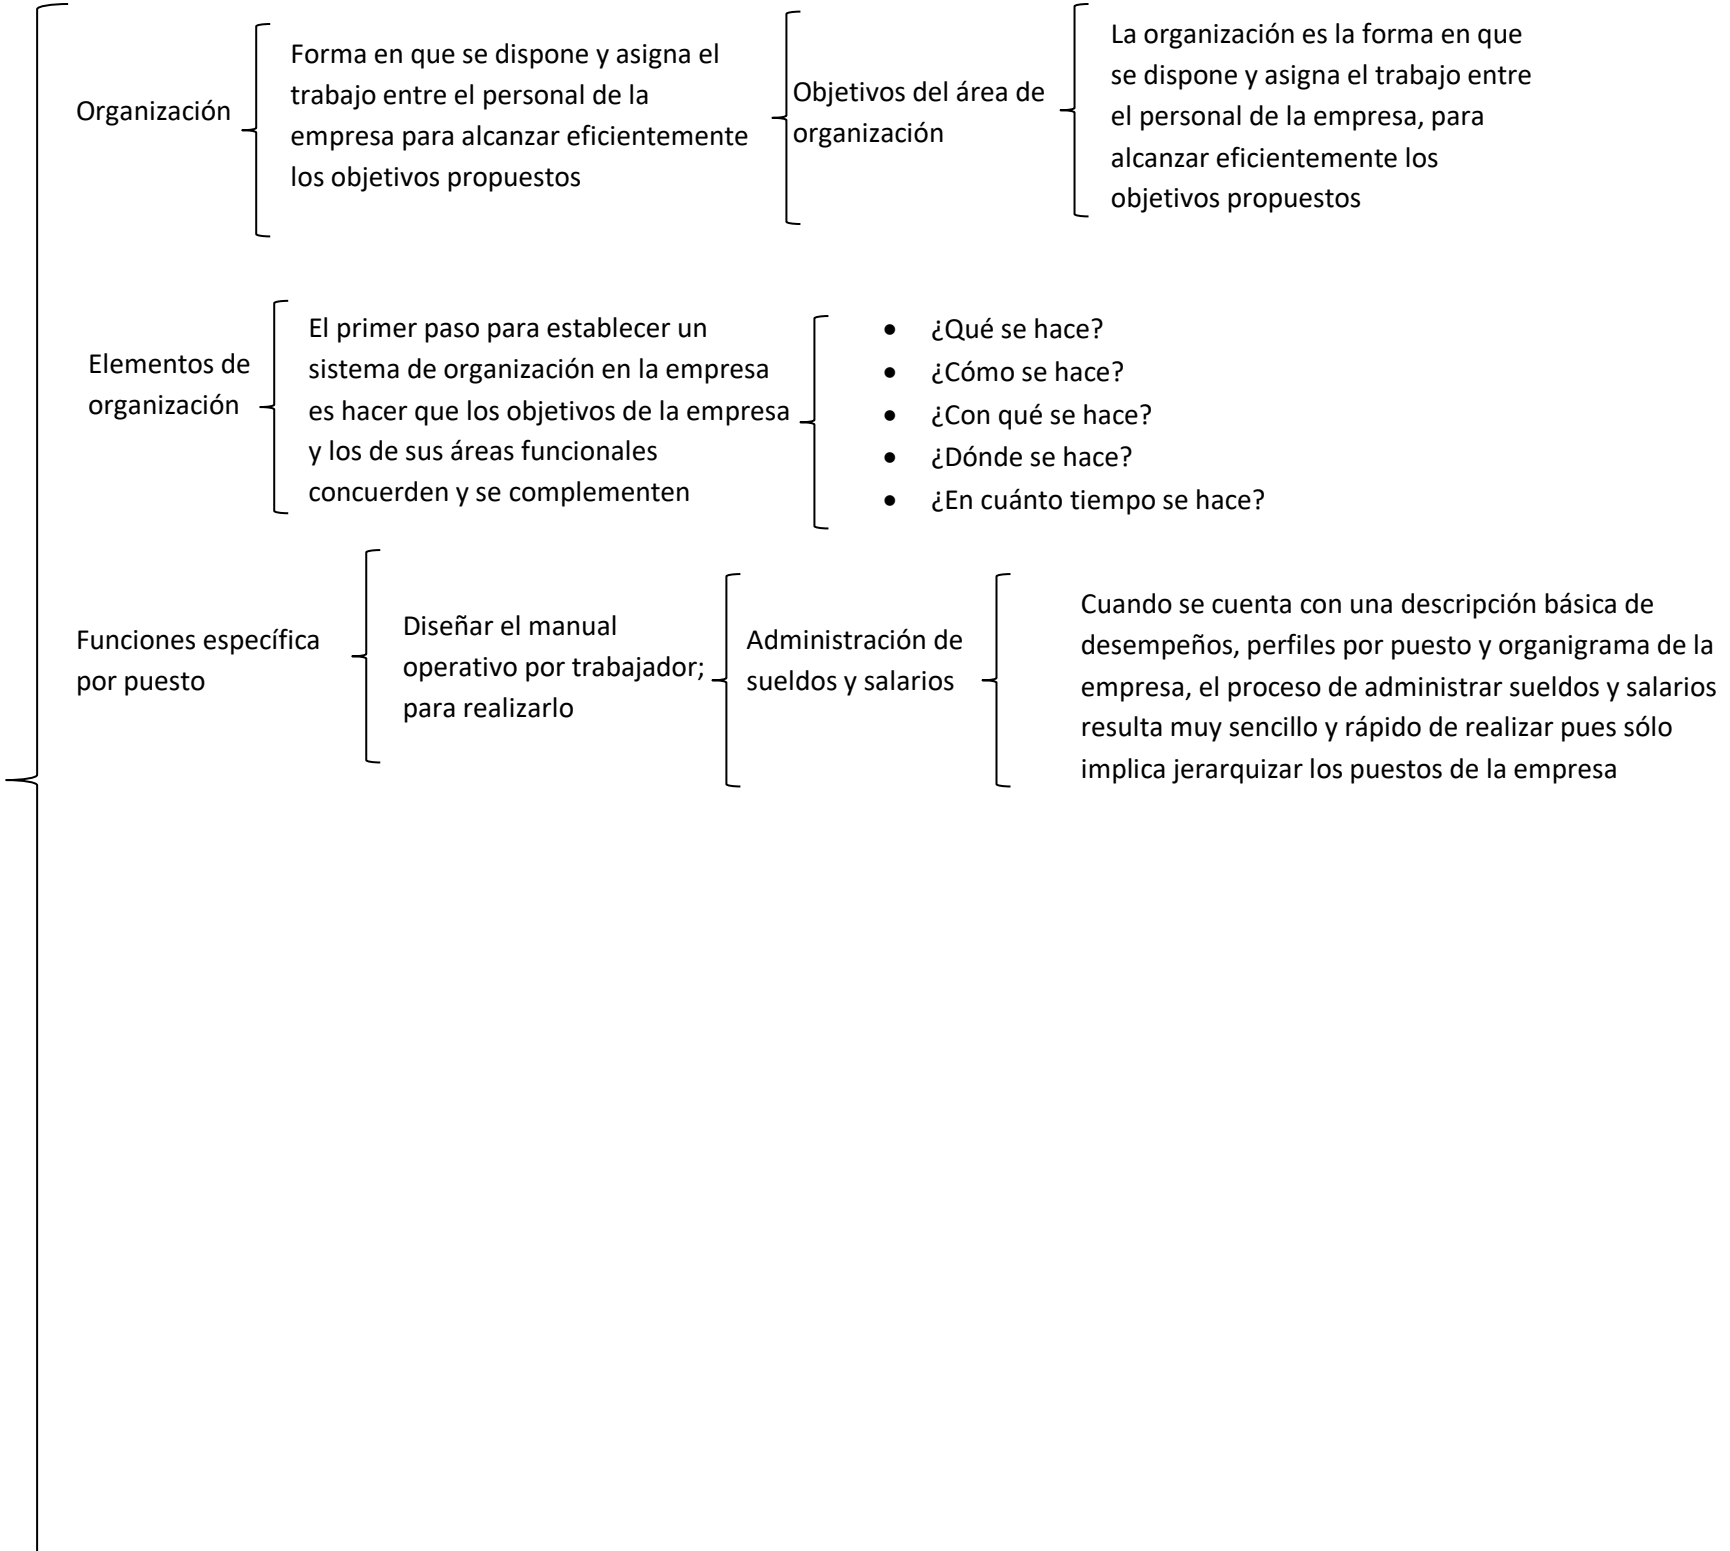 Organización
Forma en que se dispone y asigna el
trabajo entre el personal de la
empresa para alcanzar eficientemente
los objetivos propuestos
Objetivos del área de
organización
La organización es la forma en que
se dispone y asigna el trabajo entre
el personal de la empresa, para
alcanzar eficientemente los
objetivos propuestos
Elementos de
organización
El primer paso para establecer un
sistema de organización en la empresa
es hacer que los objetivos de la empresa
y los de sus áreas funcionales
concuerden y se complementen
• ¿Qué se hace?
• ¿Cómo se hace?
• ¿Con qué se hace?
• ¿Dónde se hace?
• ¿En cuánto tiempo se hace?
Funciones específica
por puesto
Diseñar el manual
operativo por trabajador;
para realizarlo
Administración de
sueldos y salarios
Cuando se cuenta con una descripción básica de
desempeños, perfiles por puesto y organigrama de la
empresa, el proceso de administrar sueldos y salarios
resulta muy sencillo y rápido de realizar pues sólo
implica jerarquizar los puestos de la empresa